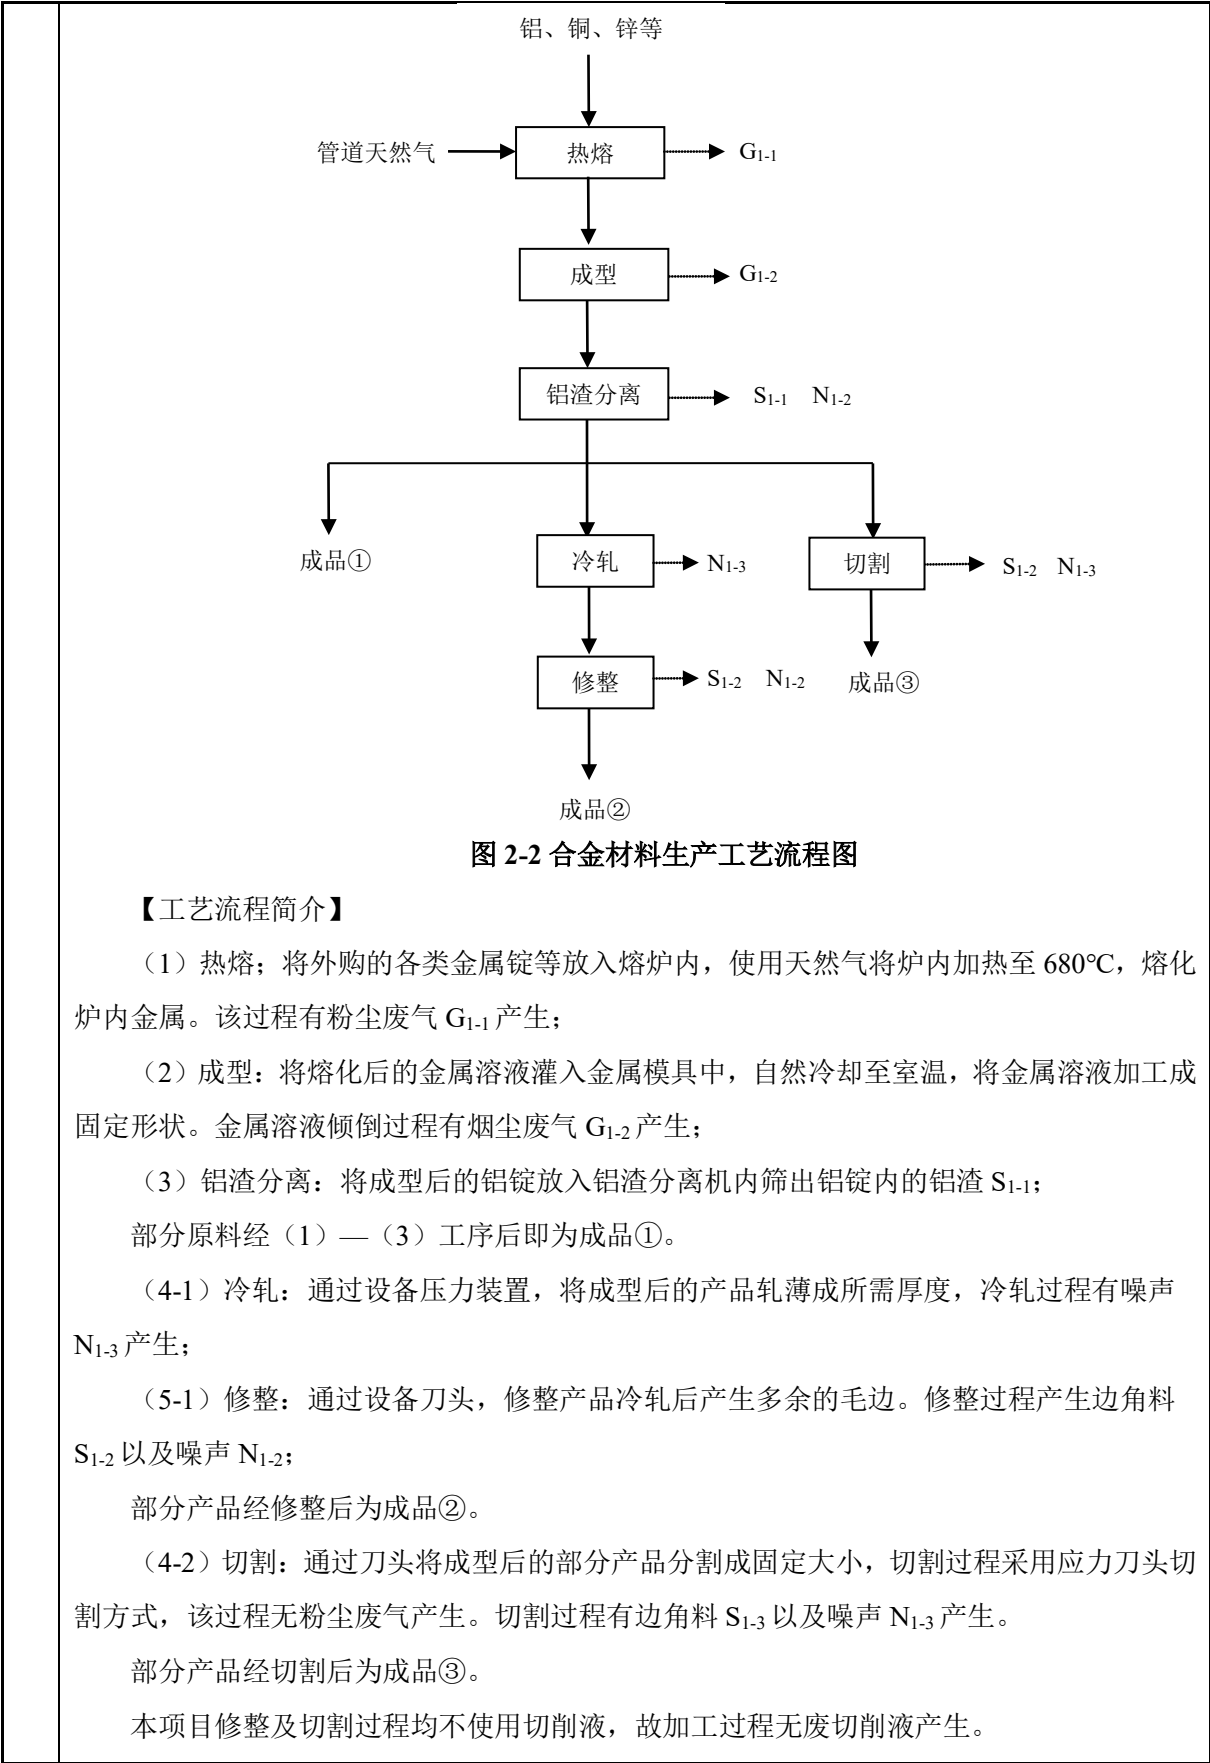 铝、铜、锌等
管道天然气
热熔
G1-1
成型
G1-2
铝渣分离
S1-1 N1-2
成品①
冷轧
N1-3
切割
S1-2 N1-3
修整
S1-2 N1-2
成品③
成品②
图 2-2 合金材料生产工艺流程图
【工艺流程简介】
（1）热熔；将外购的各类金属锭等放入熔炉内，使用天然气将炉内加热至 680℃，熔化
炉内金属。该过程有粉尘废气 G1-1 产生；
（2）成型：将熔化后的金属溶液灌入金属模具中，自然冷却至室温，将金属溶液加工成
固定形状。金属溶液倾倒过程有烟尘废气 G1-2 产生；
（3）铝渣分离：将成型后的铝锭放入铝渣分离机内筛出铝锭内的铝渣 S1-1；
部分原料经（1）—（3）工序后即为成品①。
（4-1）冷轧：通过设备压力装置，将成型后的产品轧薄成所需厚度，冷轧过程有噪声
N1-3 产生；
（5-1）修整：通过设备刀头，修整产品冷轧后产生多余的毛边。修整过程产生边角料
S1-2 以及噪声 N1-2；
部分产品经修整后为成品②。
（4-2）切割：通过刀头将成型后的部分产品分割成固定大小，切割过程采用应力刀头切
割方式，该过程无粉尘废气产生。切割过程有边角料 S1-3 以及噪声 N1-3 产生。
部分产品经切割后为成品③。
本项目修整及切割过程均不使用切削液，故加工过程无废切削液产生。